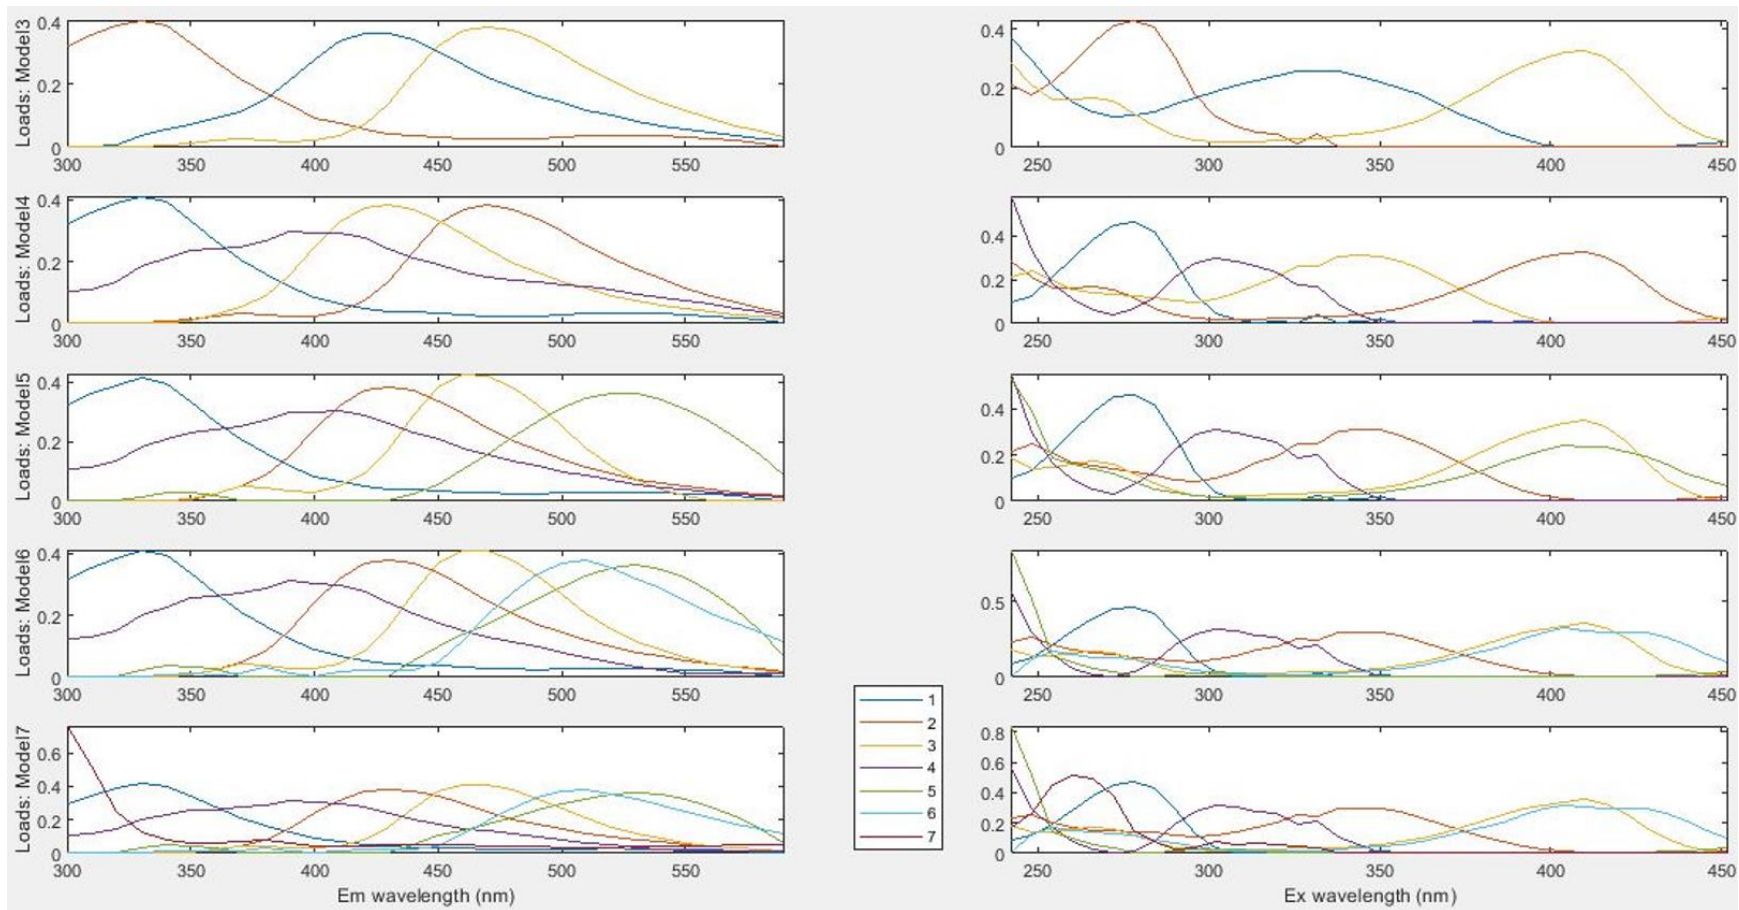 Loads: Model3
0.4
0.2
0
300 350 400 450 500 550
0.4
0.2
0
250 300 350 400 450
Loads: Model4
0.4
0.2
0
300 350 400 450 500 550
0.4
0.2
0
250 300 350 400 450
Loads: Model5
0.4
0.2
0
300 350 400 450 500 550
0.4
0.2
0
250 300 350 400 450
Loads: Model6
0.4
0.2
0
300 350 400 450 500 550
0.5
0
250 300 350 400 450
Loads: Model7
0.6
0.4
0.2
0
300 350 400 450 500 550
Em wavelength (nm)
1
2
3
4
5
6
7
0.8
0.6
0.4
0.2
0
250 300 350 400 450
Ex wavelength (nm)